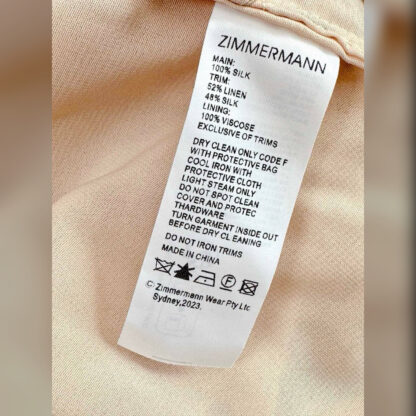 ZIMMERMANN
MAIN:
100% SILK
TRIM:
52% LINEN
48% SILK
LINING:
100% VISCOSE
EXCLUSIVE OF TRIMS
DRY CLEAN ONLY CODE F
WITH PROTECTIVE BAG
COOL IRON WITH
PROTECTIVE CLOTH
LIGHT STEAM ONLY
DO NOT SPOT CLEAN
COVER AND PROTEC
THARDWARE
TURN GARMENT INSIDE OUT
BEFORE DRY CLEANING
DO NOT IRON TRIMS
MADE IN CHINA
F
© Zimmermann Wear Pty Ltd
Sydney,2023.